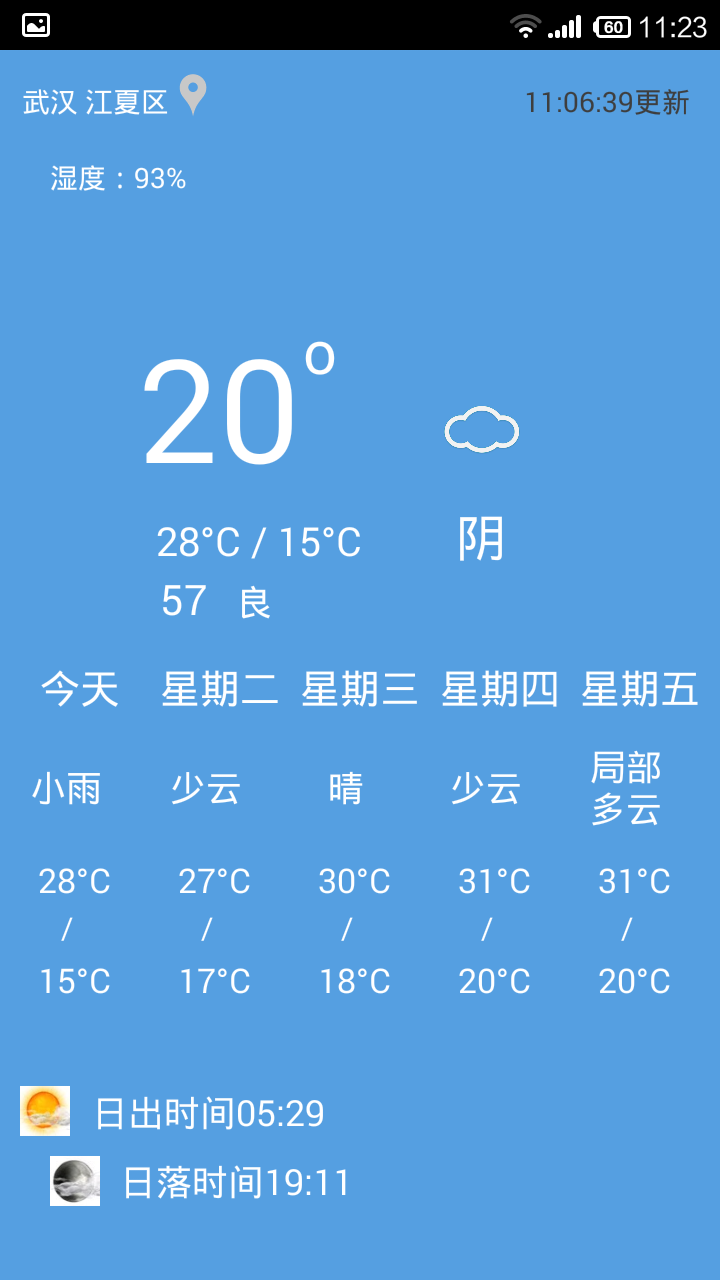 60 11:23
武汉 江夏区
11:06:39更新
湿度：93%
20°
28°C / 15°C
阴
57 良
今天 星期二 星期三 星期四 星期五
小雨 少云 晴 少云 局部
多云
28°C 27°C 30°C 31°C 31°C
/ / / / /
15°C 17°C 18°C 20°C 20°C
日出时间05:29
日落时间19:11